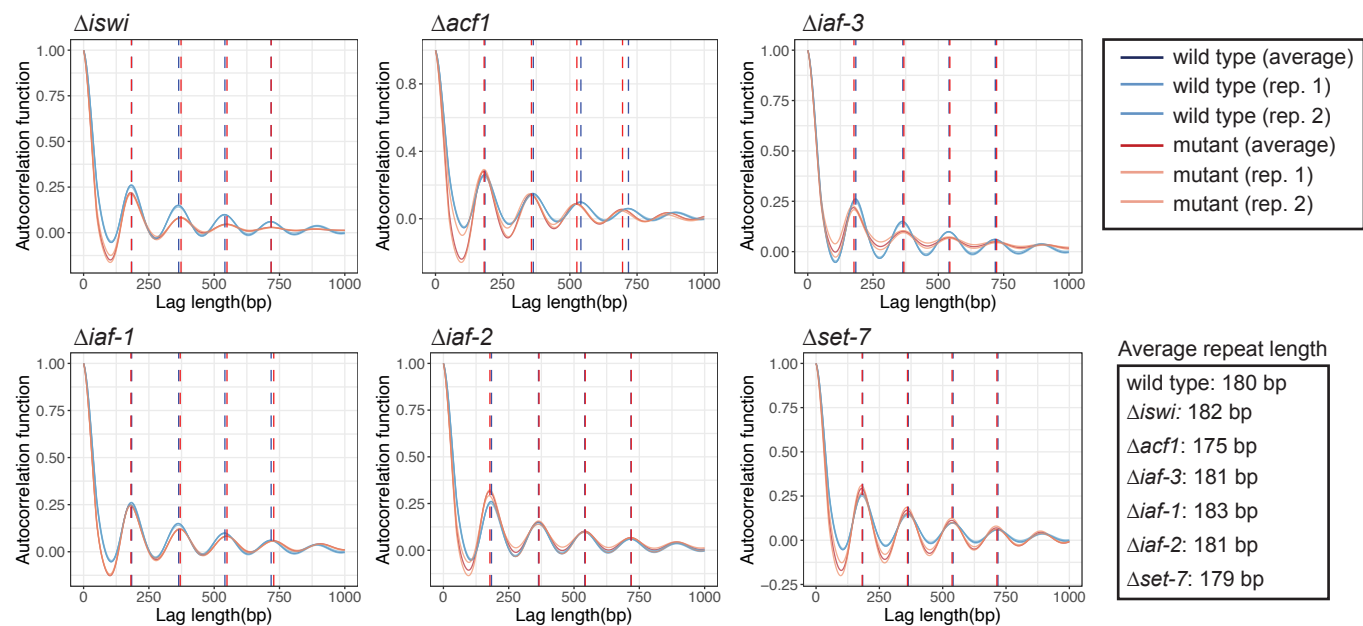 Δiswi
Autocorrelation function
1.00
0.75
0.50
0.25
0.00
0 250 500 750 1000
Lag length(bp)
Δacf1
Autocorrelation function
0.8
0.4
0.0
0 250 500 750 1000
Lag length(bp)
Δiaf-3
Autocorrelation function
1.00
0.75
0.50
0.25
0.00
0 250 500 750 1000
Lag length(bp)
wild type (average)
wild type (rep. 1)
wild type (rep. 2)
mutant (average)
mutant (rep. 1)
mutant (rep. 2)
Δiaf-1
Autocorrelation function
1.00
0.75
0.50
0.25
0.00
0 250 500 750 1000
Lag length(bp)
Δiaf-2
Autocorrelation function
1.00
0.75
0.50
0.25
0.00
0 250 500 750 1000
Lag length(bp)
Δset-7
Autocorrelation function
1.00
0.75
0.50
0.25
0.00
−0.25
0 250 500 750 1000
Lag length(bp)
Average repeat length
wild type: 180 bp
Δiswi: 182 bp
Δacf1: 175 bp
Δiaf-3: 181 bp
Δiaf-1: 183 bp
Δiaf-2: 181 bp
Δset-7: 179 bp